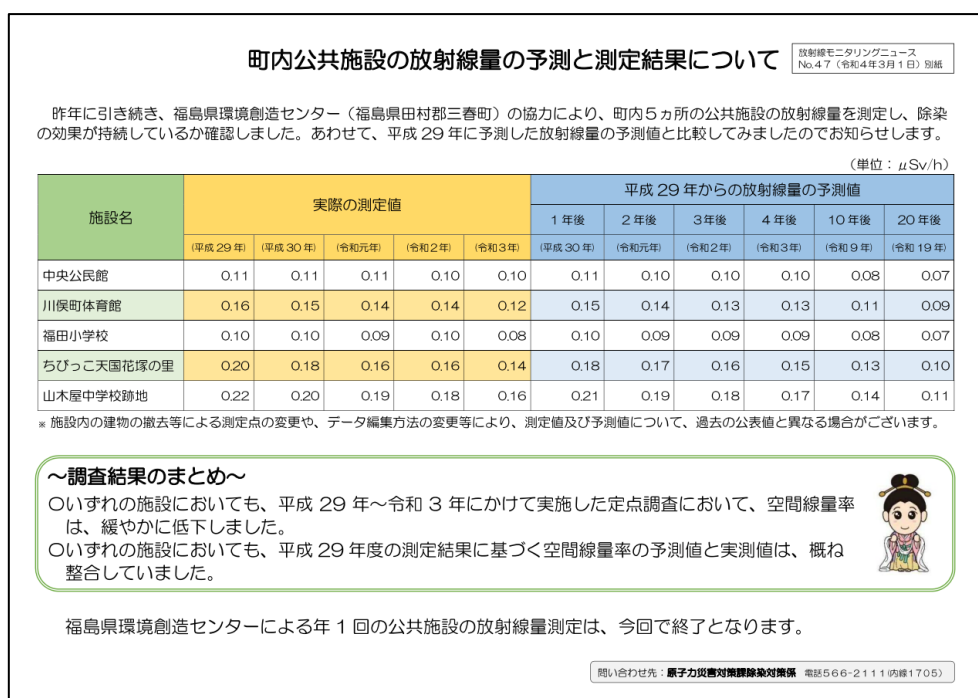 町内公共施設の放射線量の予測と測定結果について
放射線モニタリングニュース
No.47（令和4年3月1日）別紙
昨年に引き続き、福島県環境創造センター（福島県田村郡三春町）の協力により、町内5ヵ所の公共施設の放射線量を測定し、除染
の効果が持続しているか確認しました。あわせて、平成29年に予測した放射線量の予測値と比較してみましたのでお知らせします。
（単位：μSv/h）
施設名 実際の測定値 平成29年からの放射線量の予測値
1年後 2年後 3年後 4年後 10年後 20年後
(平成29年) (平成30年) (令和元年) (令和2年) (令和3年) (平成30年) (令和元年) (令和2年) (令和3年) (令和9年) (令和19年)
中央公民館 0.11 0.11 0.11 0.10 0.10 0.11 0.10 0.10 0.10 0.08 0.07
川俣町体育館 0.16 0.15 0.14 0.14 0.12 0.15 0.14 0.13 0.13 0.11 0.09
福田小学校 0.10 0.10 0.09 0.10 0.08 0.10 0.09 0.09 0.09 0.08 0.07
ちびっこ天国花塚の里 0.20 0.18 0.16 0.16 0.14 0.18 0.17 0.16 0.15 0.13 0.10
山木屋中学校跡地 0.22 0.20 0.19 0.18 0.16 0.21 0.19 0.18 0.17 0.14 0.11
※ 施設内の建物の撤去等による測定点の変更や、データ編集方法の変更等により、測定値及び予測値について、過去の公表値と異なる場合がございます。
～調査結果のまとめ～
〇いずれの施設においても、平成29年～令和3年にかけて実施した定点調査において、空間線量率
は、緩やかに低下しました。
〇いずれの施設においても、平成29年度の測定結果に基づく空間線量率の予測値と実測値は、概ね
整合していました。
福島県環境創造センターによる年1回の公共施設の放射線量測定は、今回で終了となります。
問い合わせ先：原子力災害対策課除染対策係 電話566-2111(内線1705)